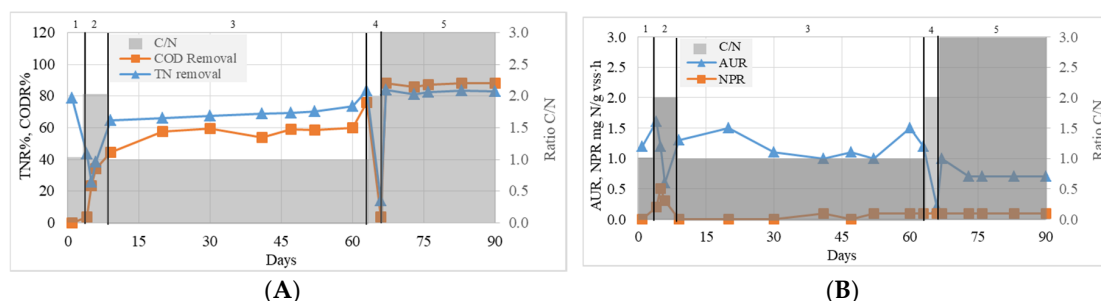 1 2 3 4 5
120
100
80
60
40
20
0
TNR%, CODR%
C/N
COD Removal
TN removal
3.0
2.5
2.0
1.5
1.0
0.5
0.0
Ratio C/N
0 15 30 45 60 75 90
Days
(A)
1 2 3 4 5
3.0
2.5
2.0
1.5
1.0
0.5
0.0
AUR, NPR mg N/g vss·h
C/N
AUR
NPR
3.0
2.5
2.0
1.5
1.0
0.5
0.0
Ratio C/N
0 15 30 45 60 75 90
Days
(B)